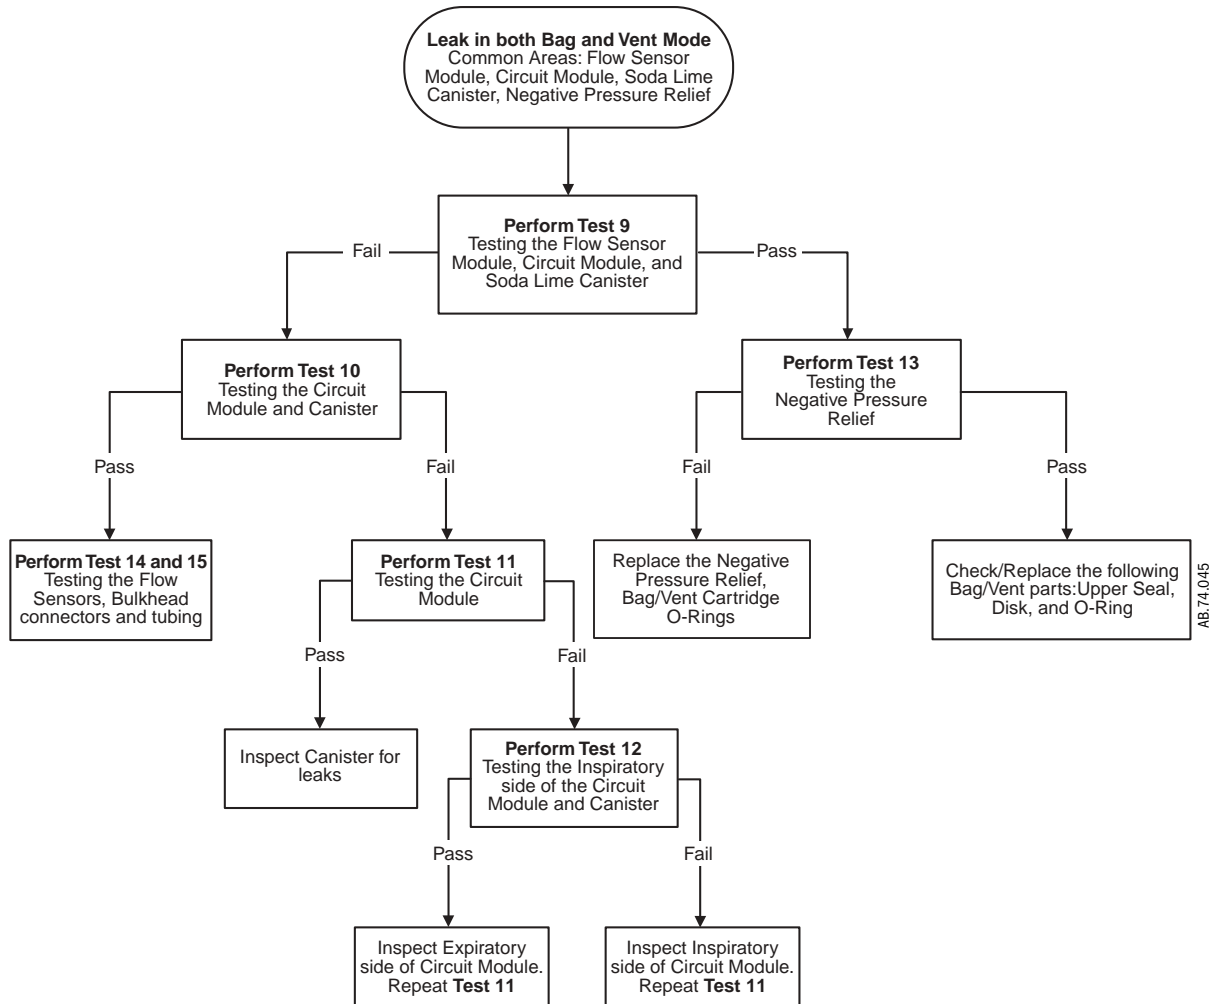 Leak in both Bag and Vent Mode
Common Areas: Flow Sensor
Module, Circuit Module, Soda Lime
Canister, Negative Pressure Relief
Perform Test 9
Testing the Flow Sensor
Module, Circuit Module, and
Soda Lime Canister
Fail
Pass
Perform Test 10
Testing the Circuit
Module and Canister
Perform Test 13
Testing the
Negative Pressure
Relief
Pass
Fail
Fail
Pass
Perform Test 14 and 15
Testing the Flow
Sensors, Bulkhead
connectors and tubing
Perform Test 11
Testing the Circuit
Module
Replace the Negative
Pressure Relief,
Bag/Vent Cartridge
O-Rings
Check/Replace the following
Bag/Vent parts:Upper Seal,
Disk, and O-Ring
AB.74.045
Pass
Fail
Inspect Canister for
leaks
Perform Test 12
Testing the Inspiratory
side of the Circuit
Module and Canister
Pass
Fail
Inspect Expiratory
side of Circuit Module.
Repeat Test 11
Inspect Inspiratory
side of Circuit Module.
Repeat Test 11